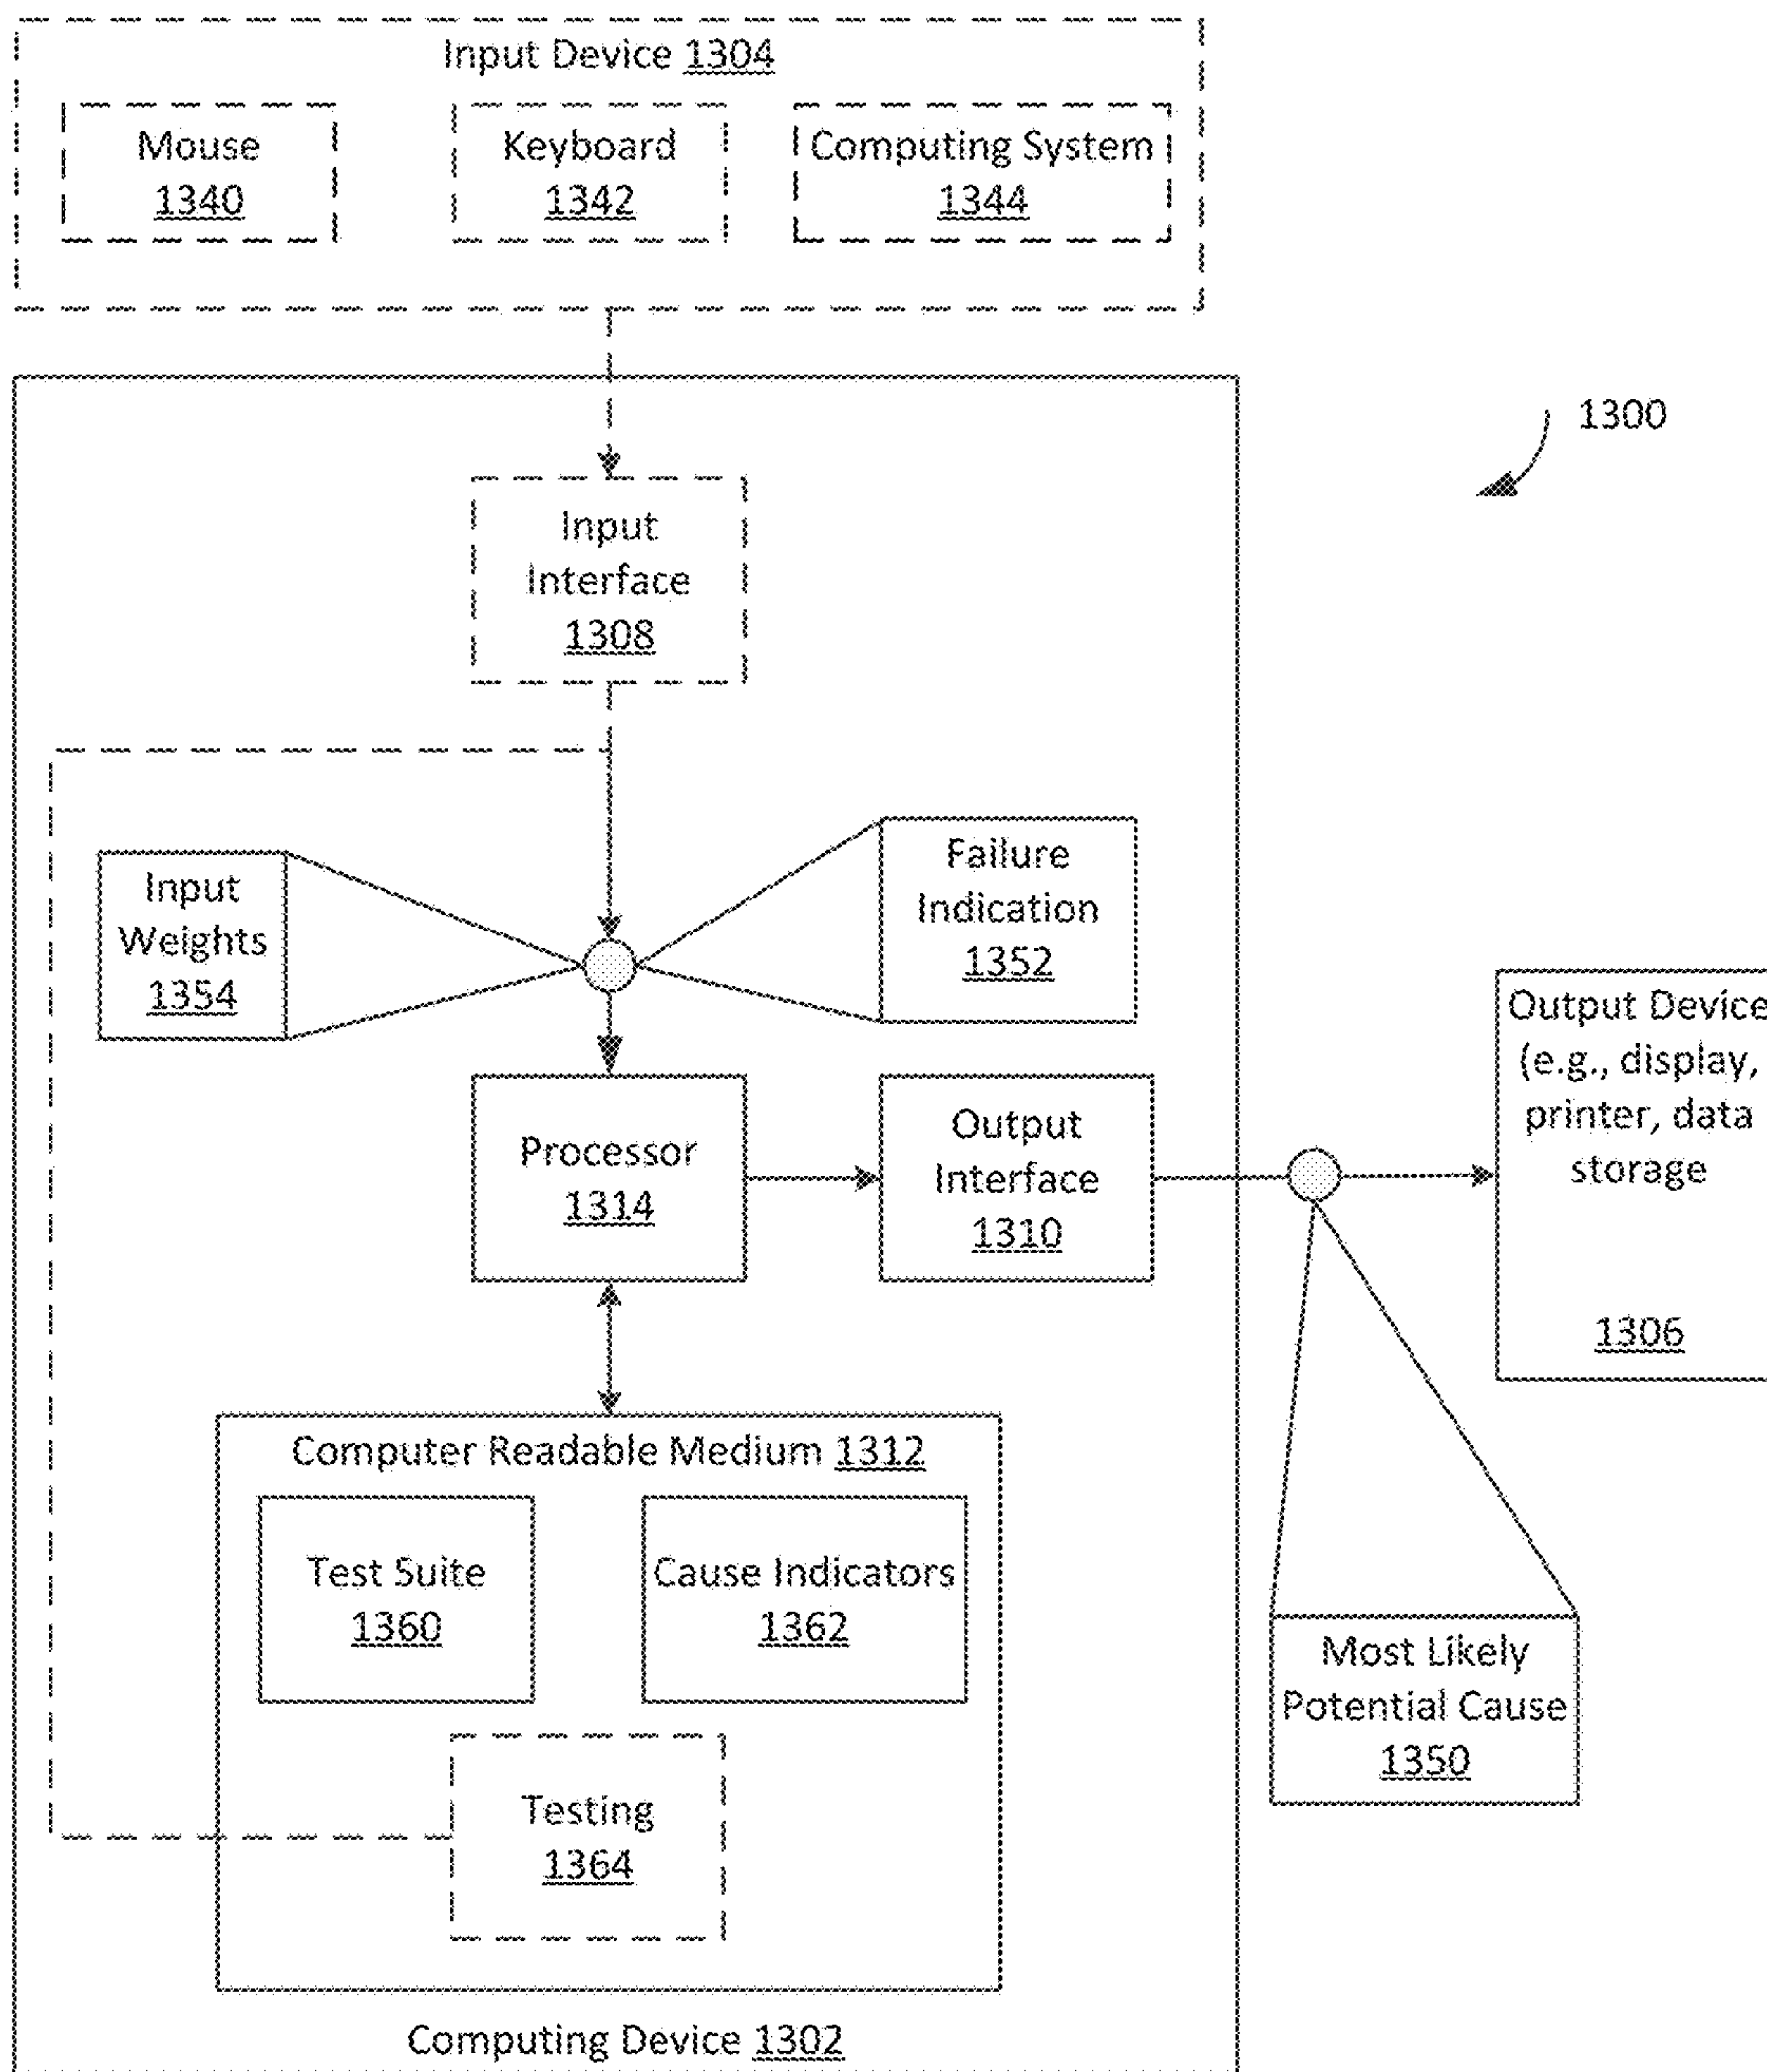 Input Device 1304
Mouse
1340
Keyboard
1342
Computing System
1344
1300
Input
Interface
1308
Input
Weights
1354
Failure
Indication
1352
Processor
1314
Output
Interface
1310
Output Device
(e.g., display,
printer, data
storage
1306
Computer Readable Medium 1312
Test Suite
1360
Cause Indicators
1362
Testing
1364
Most Likely
Potential Cause
1350
Computing Device 1302